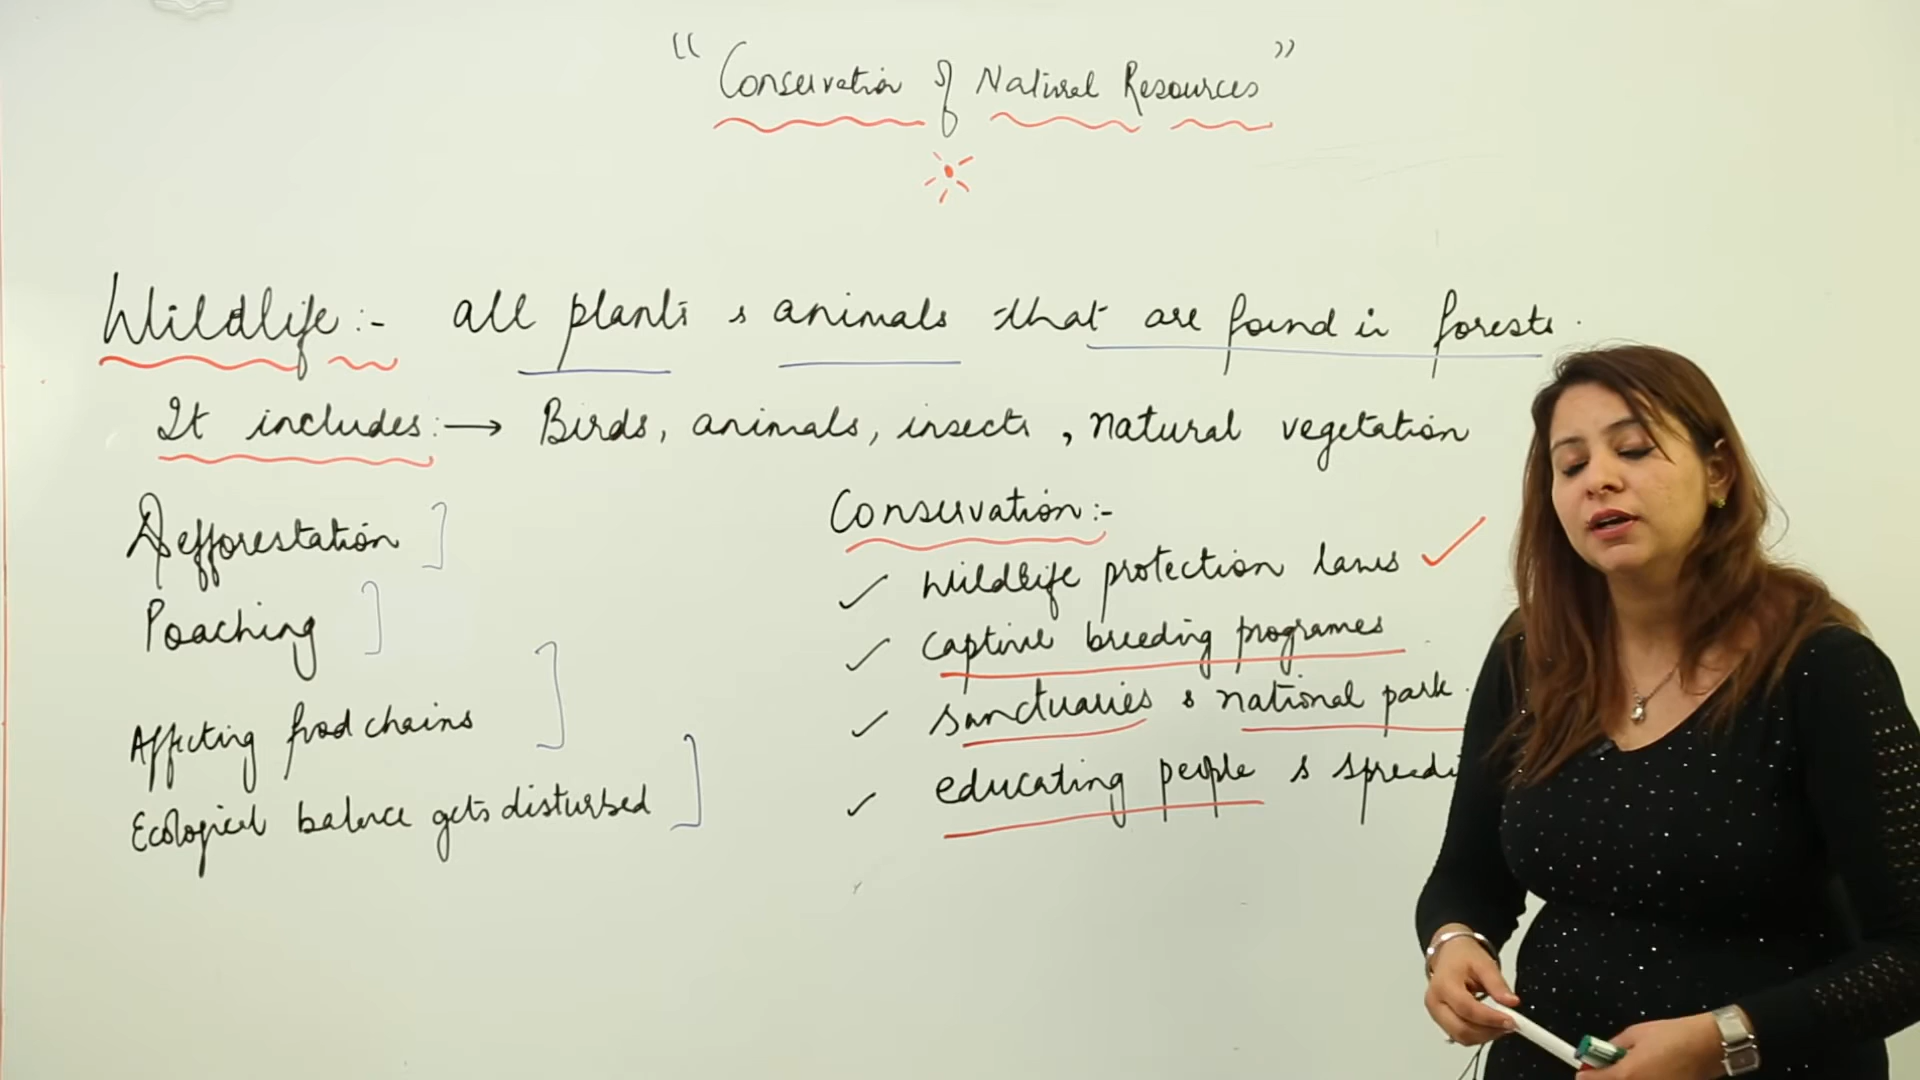 "Conservation of Natural Resources"
Wildlife:- all plants & animals that are found in forests.
It includes:→ Birds, animals, insects, natural vegetation
Defforestation
Poaching
Affecting food chains
Ecological balance gets disturbed
Conservation:-
✓ Wildlife protection laws ✓
✓ captive breeding programes
✓ sanctuaries & national park.
✓ educating people &